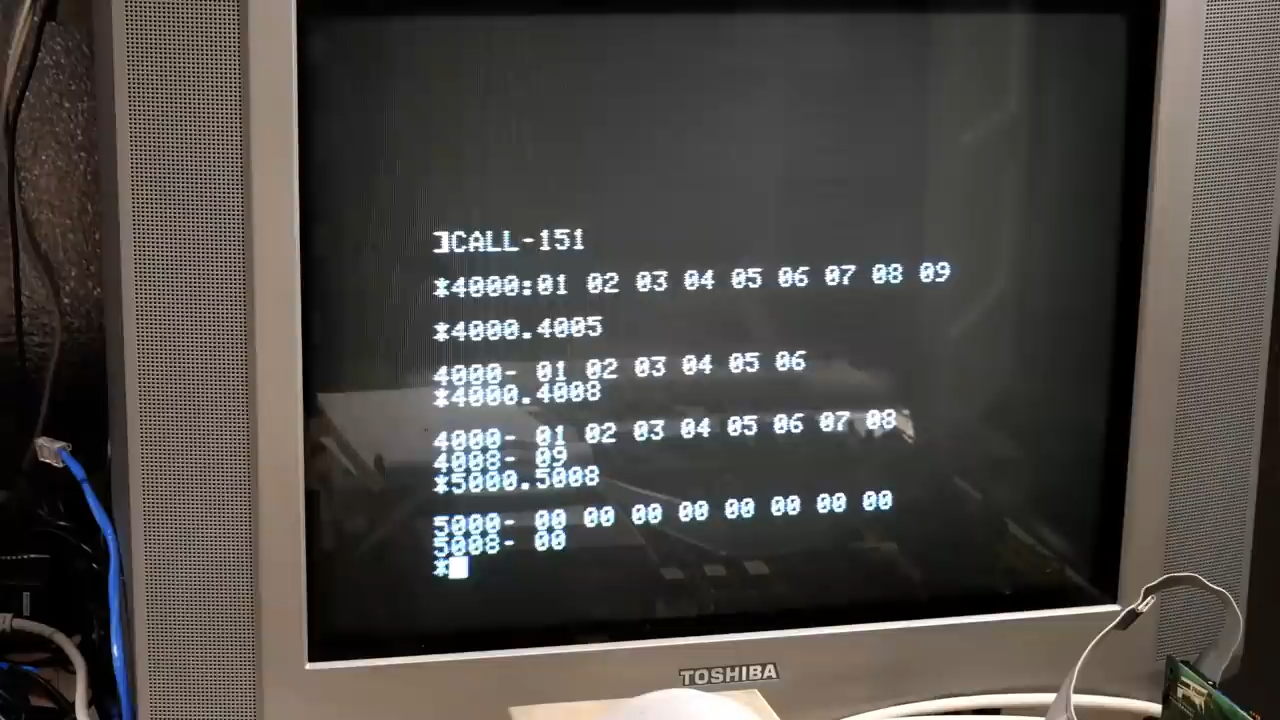 ]CALL-151
*4000:01 02 03 04 05 06 07 08 09
*4000.4005
4000- 01 02 03 04 05 06
*4000.4008
4000- 01 02 03 04 05 06 07 08
4008- 09
*5000.5008
5000- 00 00 00 00 00 00 00 00
5008- 00
*
TOSHIBA